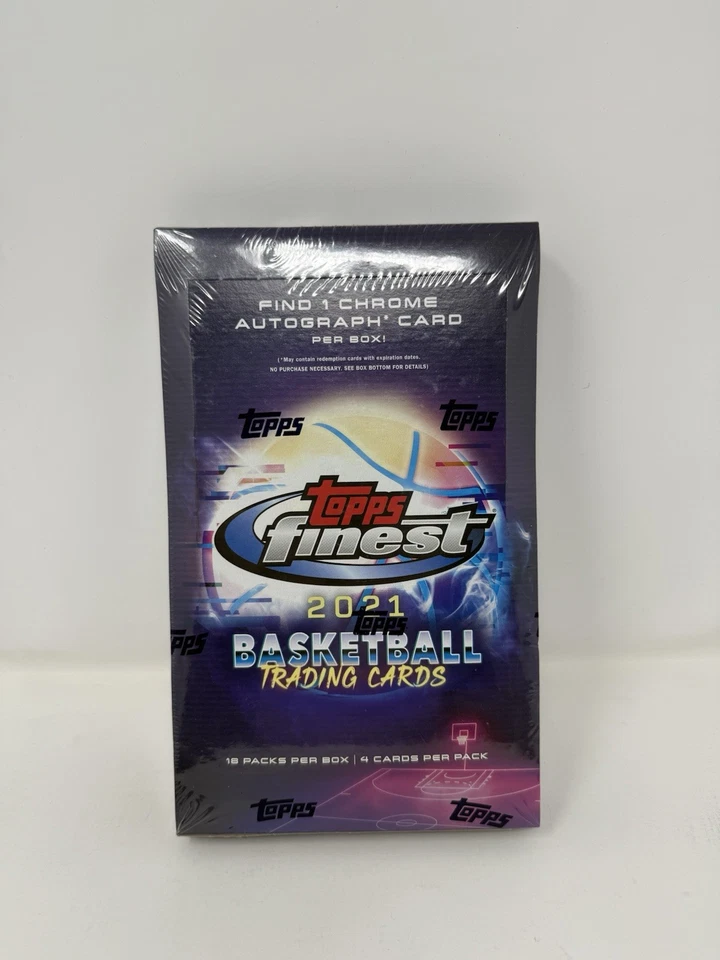 FIND 1 CHROME
AUTOGRAPH* CARD
PER BOX!
(*May contain redemption cards with expiration dates.
NO PURCHASE NECESSARY. SEE BOX BOTTOM FOR DETAILS)
Topps
Topps
Topps
finest
2021
Topps
BASKETBALL
TRADING CARDS
18 PACKS PER BOX | 4 CARDS PER PACK
Topps
Topps